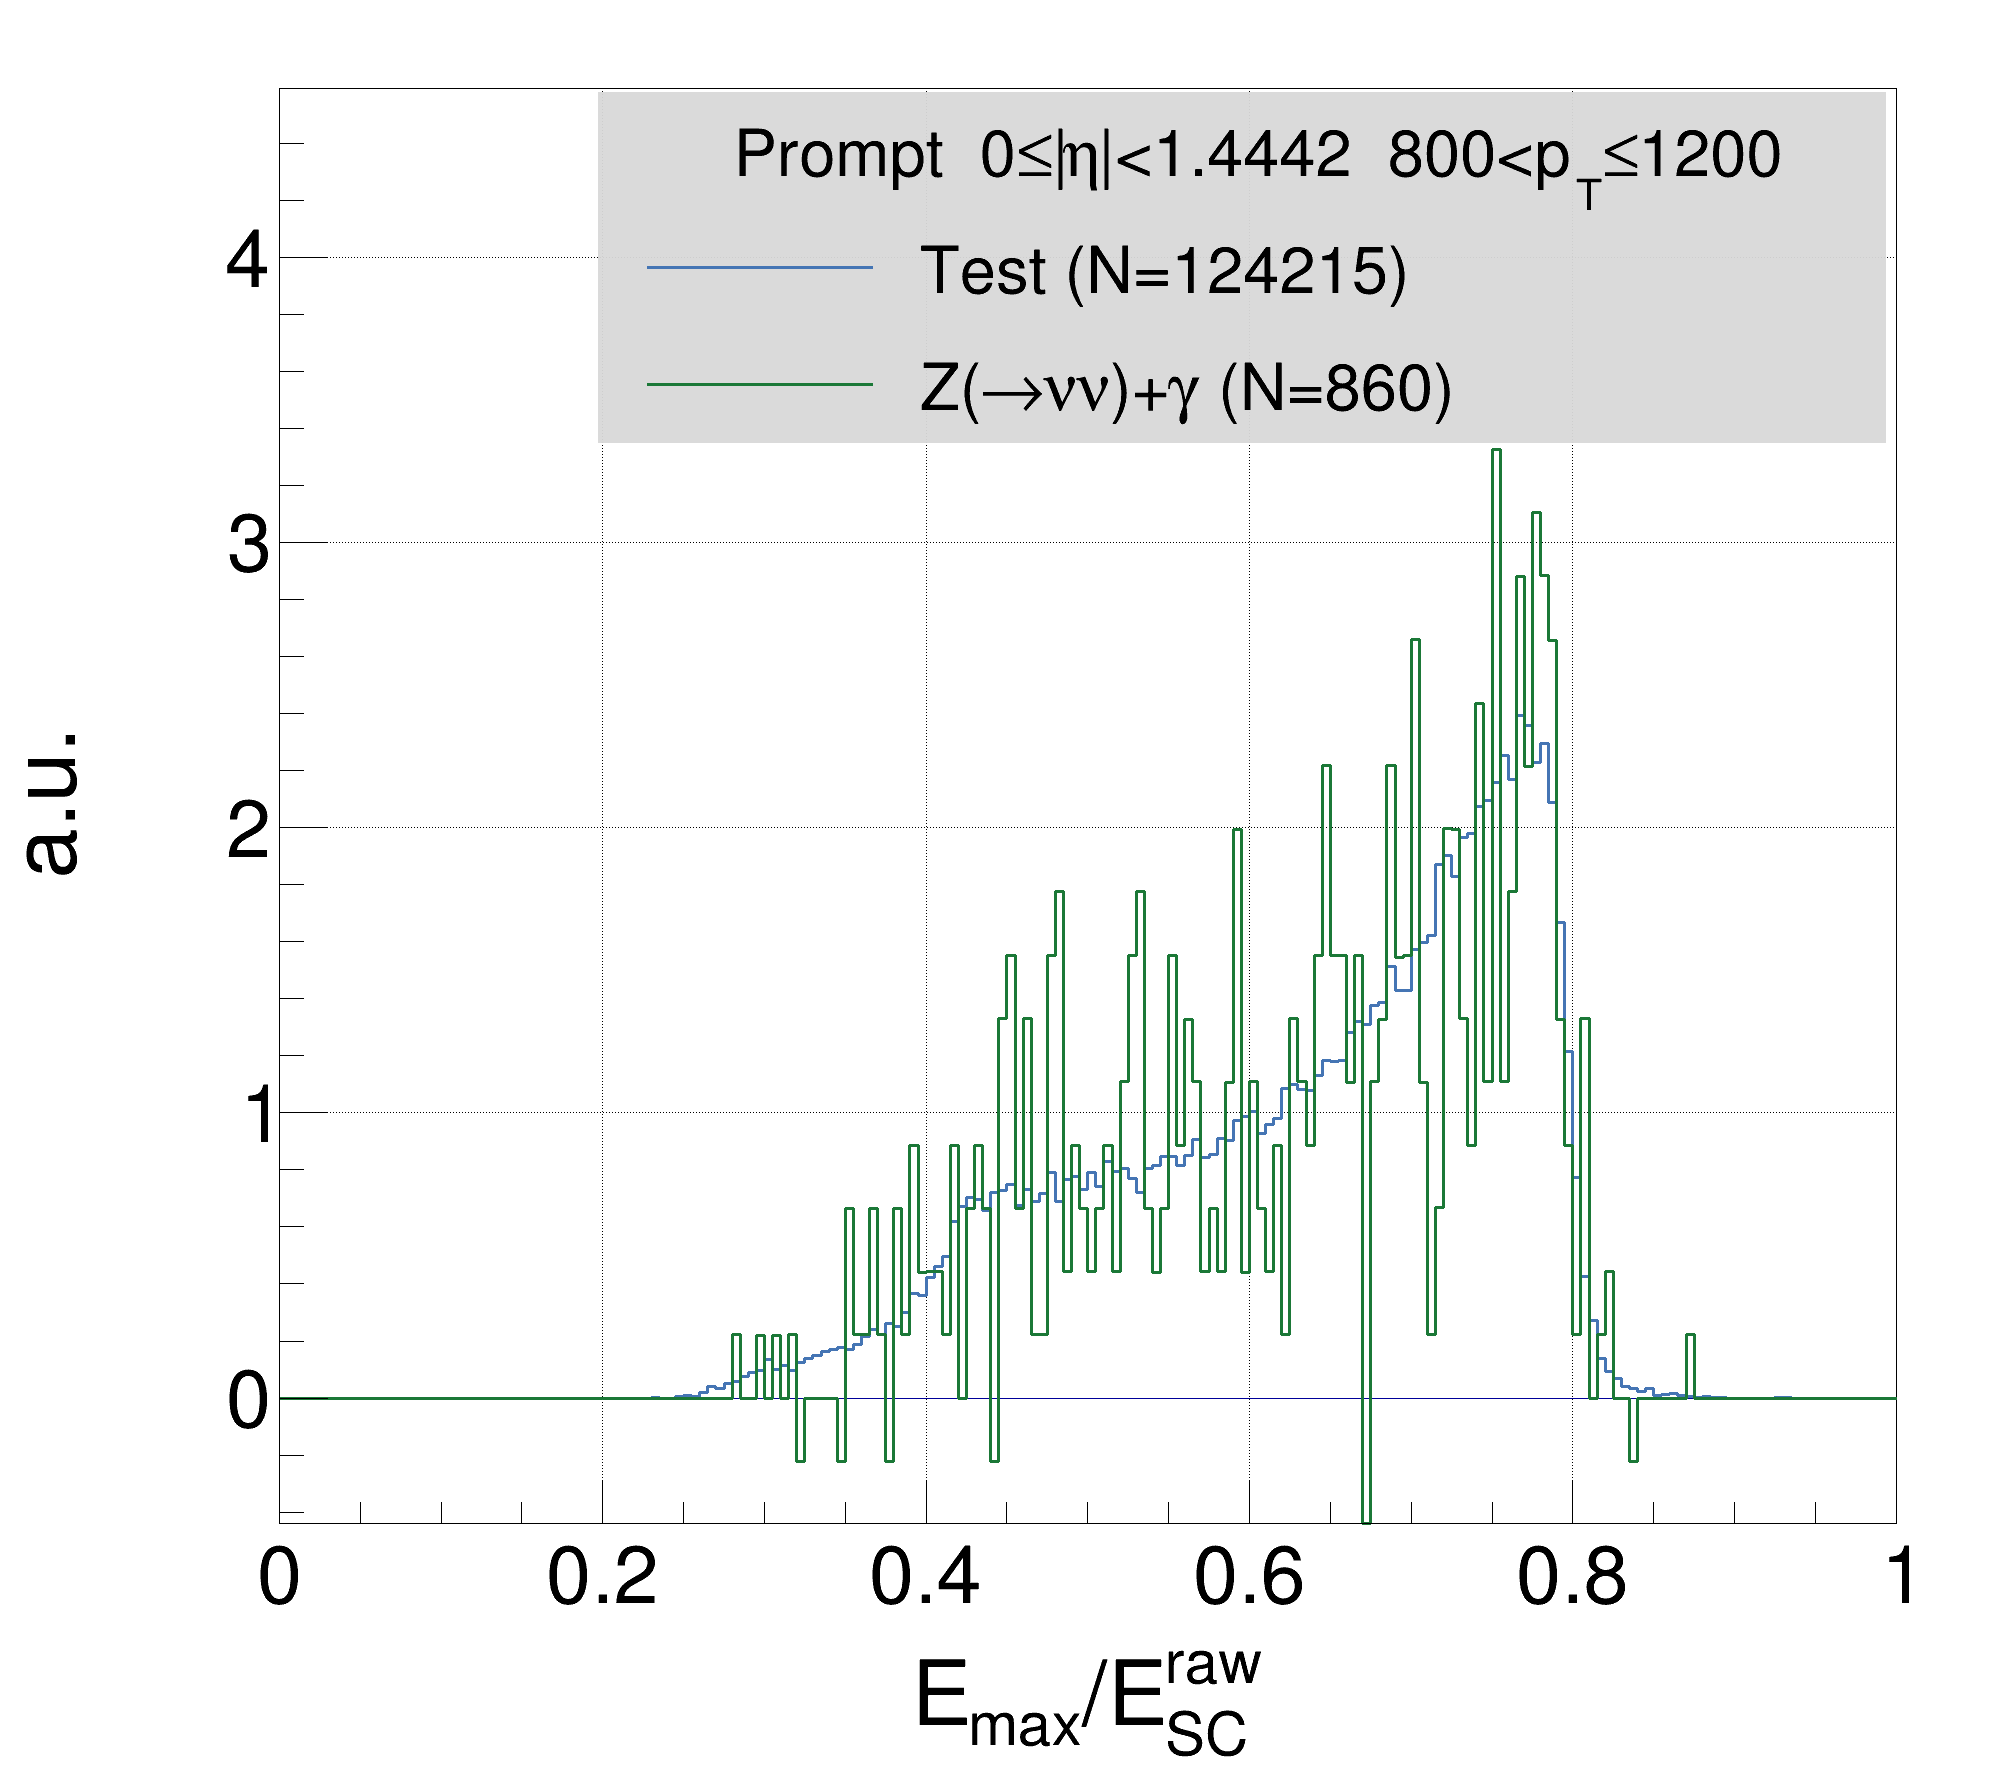 Prompt 0≤|η|<1.4442 800<p_T≤1200
Test (N=124215)
Z(→νν)+γ (N=860)
4
3
2
1
0
a.u.
0 0.2 0.4 0.6 0.8 1
E_max/E_SC^raw